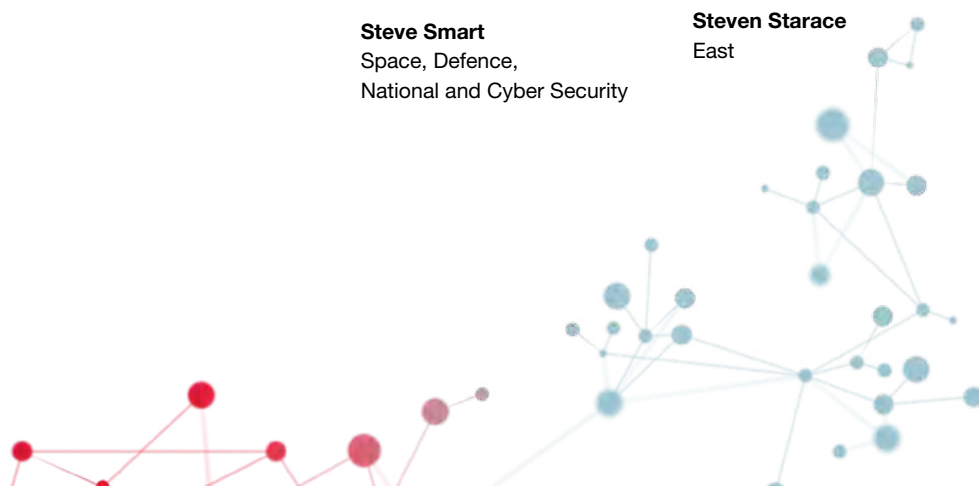 Steve Smart
Space, Defence,
National and Cyber Security
Steven Starace
East